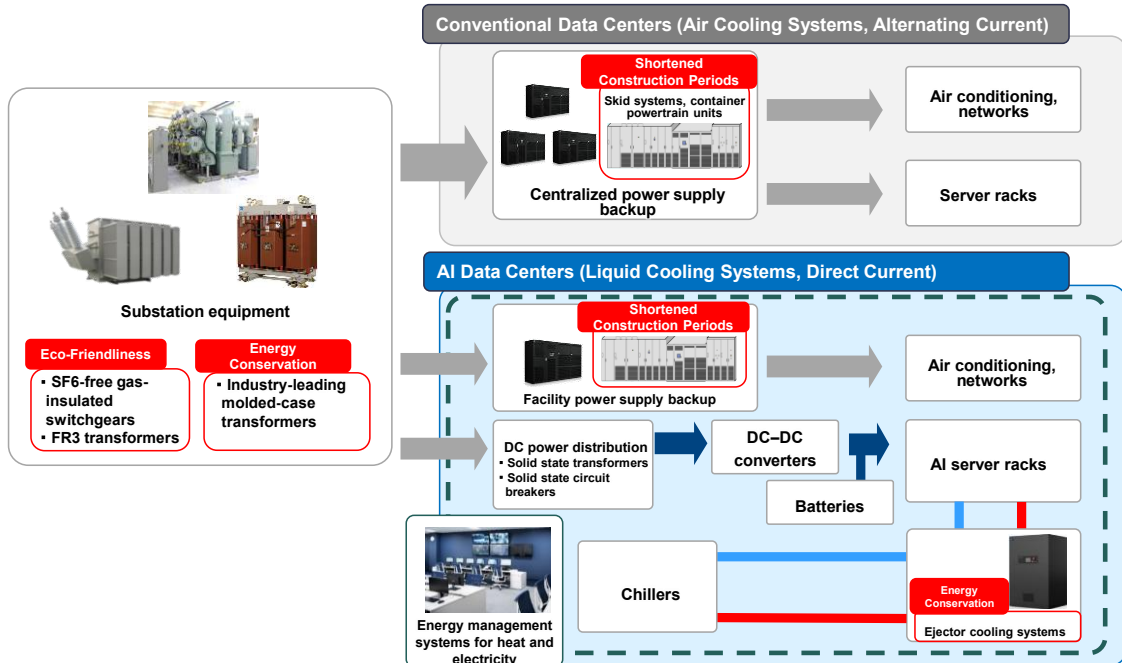 Conventional Data Centers (Air Cooling Systems, Alternating Current)
Shortened
Construction Periods
Skid systems, container
powertrain units
Centralized power supply
backup
Air conditioning,
networks
Server racks
Substation equipment
Eco-Friendliness
▪ SF6-free gas-
insulated
switchgears
▪ FR3 transformers
Energy
Conservation
▪ Industry-leading
molded-case
transformers
AI Data Centers (Liquid Cooling Systems, Direct Current)
Shortened
Construction Periods
Facility power supply backup
Air conditioning,
networks
DC power distribution
▪ Solid state transformers
▪ Solid state circuit
breakers
DC–DC
converters
Batteries
AI server racks
Energy management
systems for heat and
electricity
Chillers
Energy
Conservation
Ejector cooling systems